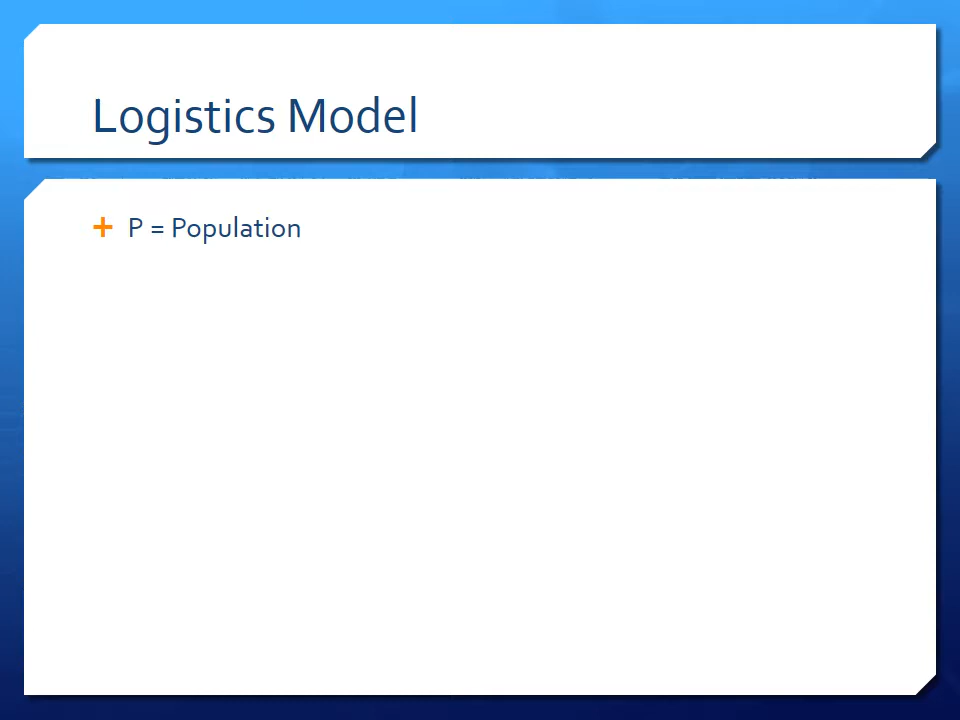 Logistics Model
+ P = Population